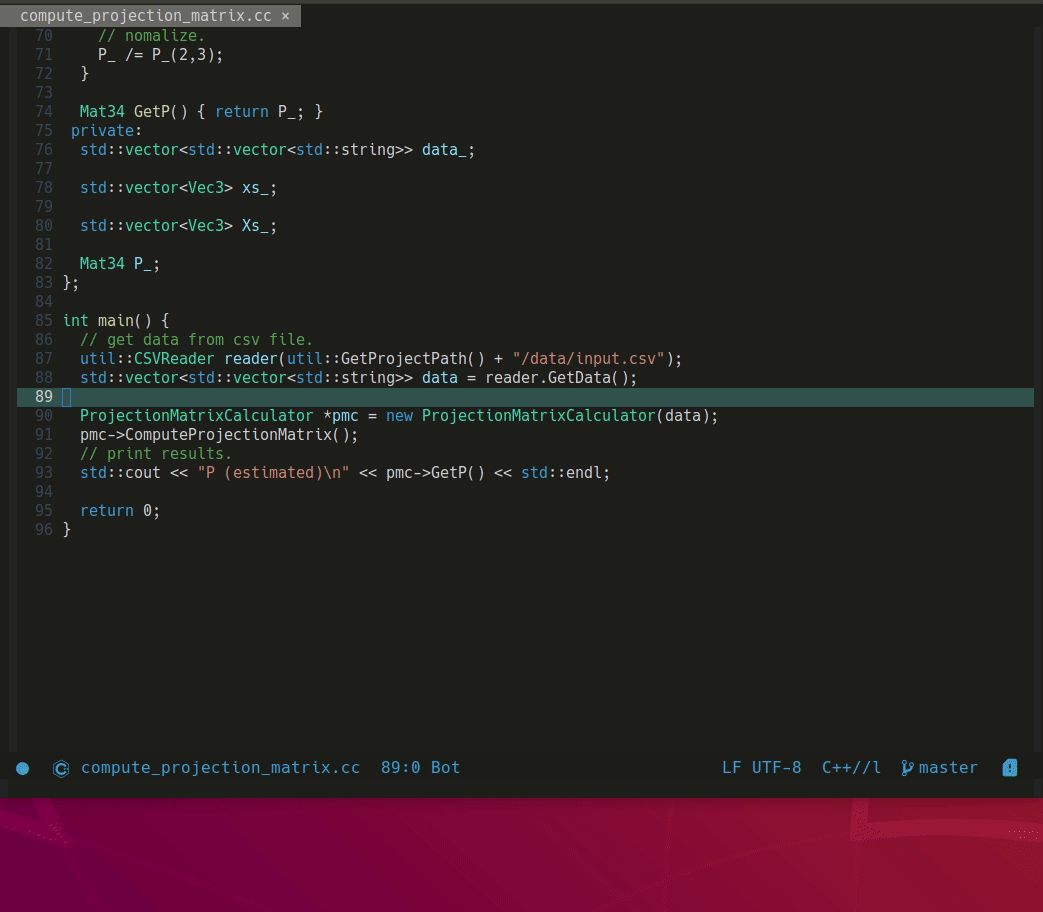 compute_projection_matrix.cc ×
70     // nomalize.
71     P_ /= P_(2,3);
72   }
73
74   Mat34 GetP() { return P_; }
75  private:
76   std::vector<std::vector<std::string>> data_;
77
78   std::vector<Vec3> xs_;
79
80   std::vector<Vec3> Xs_;
81
82   Mat34 P_;
83 };
84
85 int main() {
86   // get data from csv file.
87   util::CSVReader reader(util::GetProjectPath() + "/data/input.csv");
88   std::vector<std::vector<std::string>> data = reader.GetData();
89
90   ProjectionMatrixCalculator *pmc = new ProjectionMatrixCalculator(data);
91   pmc->ComputeProjectionMatrix();
92   // print results.
93   std::cout << "P (estimated)\n" << pmc->GetP() << std::endl;
94
95   return 0;
96 }
compute_projection_matrix.cc 89:0 Bot LF UTF-8 C++//l master